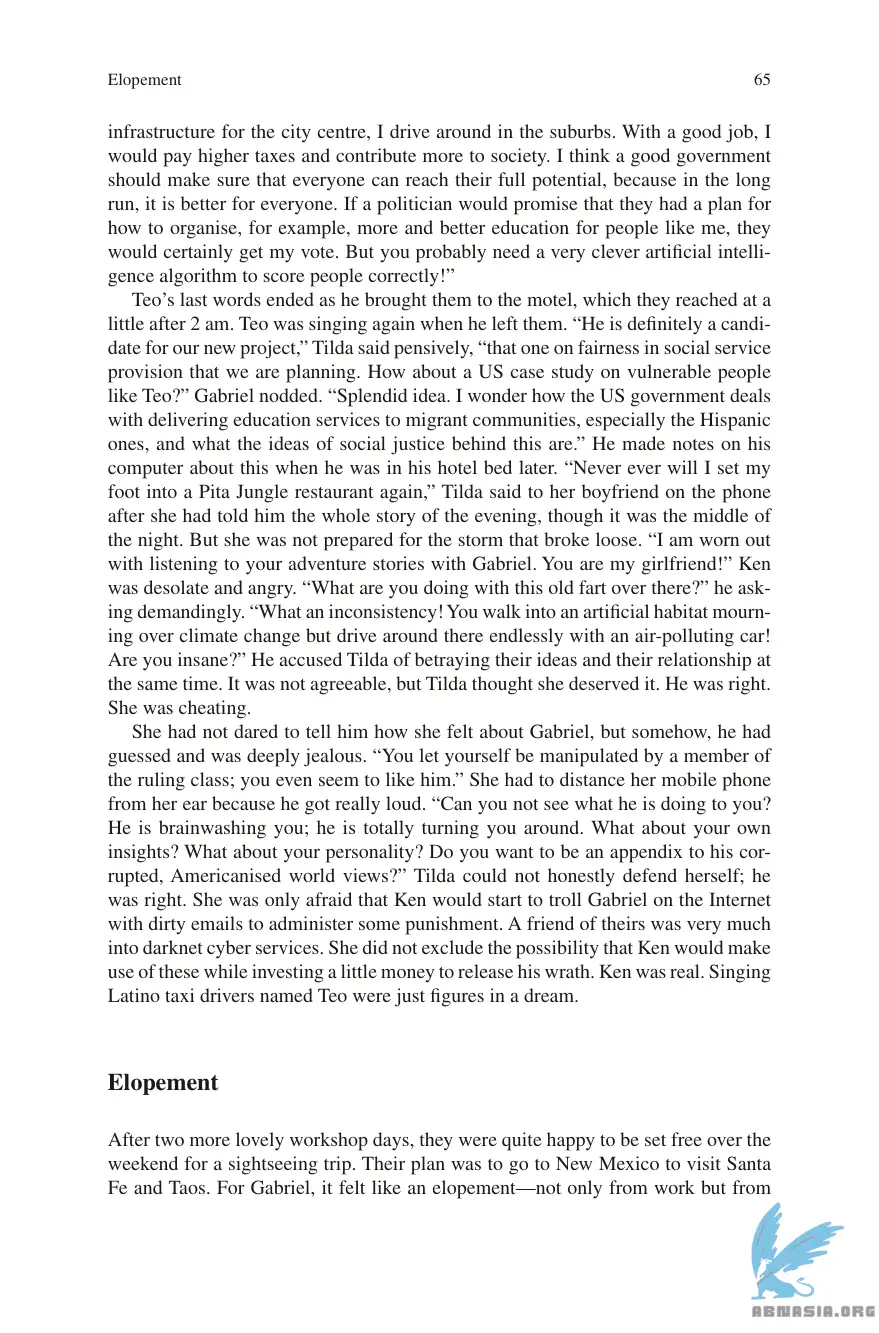 Elopement 65
infrastructure for the city centre, I drive around in the suburbs. With a good job, I
would pay higher taxes and contribute more to society. I think a good government
should make sure that everyone can reach their full potential, because in the long
run, it is better for everyone. If a politician would promise that they had a plan for
how to organise, for example, more and better education for people like me, they
would certainly get my vote. But you probably need a very clever artificial intelli-
gence algorithm to score people correctly!”
Teo’s last words ended as he brought them to the motel, which they reached at a
little after 2 am. Teo was singing again when he left them. “He is definitely a candi-
date for our new project,” Tilda said pensively, “that one on fairness in social service
provision that we are planning. How about a US case study on vulnerable people
like Teo?” Gabriel nodded. “Splendid idea. I wonder how the US government deals
with delivering education services to migrant communities, especially the Hispanic
ones, and what the ideas of social justice behind this are.” He made notes on his
computer about this when he was in his hotel bed later. “Never ever will I set my
foot into a Pita Jungle restaurant again,” Tilda said to her boyfriend on the phone
after she had told him the whole story of the evening, though it was the middle of
the night. But she was not prepared for the storm that broke loose. “I am worn out
with listening to your adventure stories with Gabriel. You are my girlfriend!” Ken
was desolate and angry. “What are you doing with this old fart over there?” he ask-
ing demandingly. “What an inconsistency! You walk into an artificial habitat mourn-
ing over climate change but drive around there endlessly with an air-polluting car!
Are you insane?” He accused Tilda of betraying their ideas and their relationship at
the same time. It was not agreeable, but Tilda thought she deserved it. He was right.
She was cheating.
She had not dared to tell him how she felt about Gabriel, but somehow, he had
guessed and was deeply jealous. “You let yourself be manipulated by a member of
the ruling class; you even seem to like him.” She had to distance her mobile phone
from her ear because he got really loud. “Can you not see what he is doing to you?
He is brainwashing you; he is totally turning you around. What about your own
insights? What about your personality? Do you want to be an appendix to his cor-
rupted, Americanised world views?” Tilda could not honestly defend herself; he
was right. She was only afraid that Ken would start to troll Gabriel on the Internet
with dirty emails to administer some punishment. A friend of theirs was very much
into darknet cyber services. She did not exclude the possibility that Ken would make
use of these while investing a little money to release his wrath. Ken was real. Singing
Latino taxi drivers named Teo were just figures in a dream.
Elopement
After two more lovely workshop days, they were quite happy to be set free over the
weekend for a sightseeing trip. Their plan was to go to New Mexico to visit Santa
Fe and Taos. For Gabriel, it felt like an elopement—not only from work but from
ABNASIA.ORG